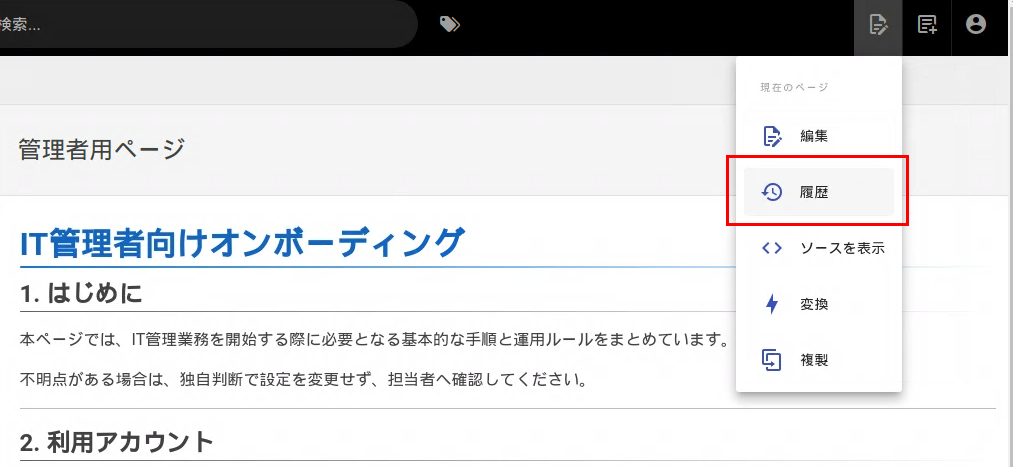 検索...
現在のページ
編集
履歴
ソースを表示
変換
複製
管理者用ページ
IT管理者向けオンボーディング
1. はじめに
本ページでは、IT管理業務を開始する際に必要となる基本的な手順と運用ルールをまとめています。
不明点がある場合は、独自判断で設定を変更せず、担当者へ確認してください。
2. 利用アカウント